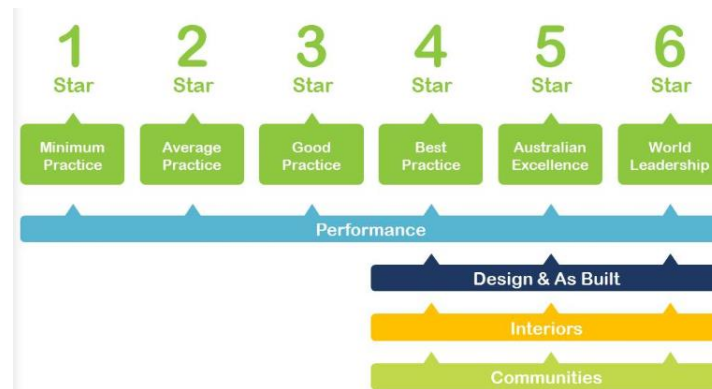 1 2 3 4 5 6
Star Star Star Star Star Star
Minimum Average Good Best Australian World
Practice Practice Practice Practice Excellence Leadership
Performance
Design & As Built
Interiors
Communities